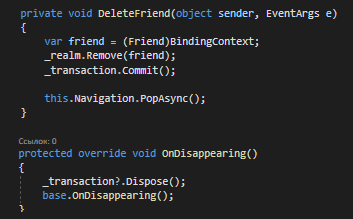 private void DeleteFriend(object sender, EventArgs e)
{
var friend = (Friend)BindingContext;
_realm.Remove(friend);
_transaction.Commit();
this.Navigation.PopAsync();
}
Ссылок: 0
protected override void OnDisappearing()
{
_transaction?.Dispose();
base.OnDisappearing();
}